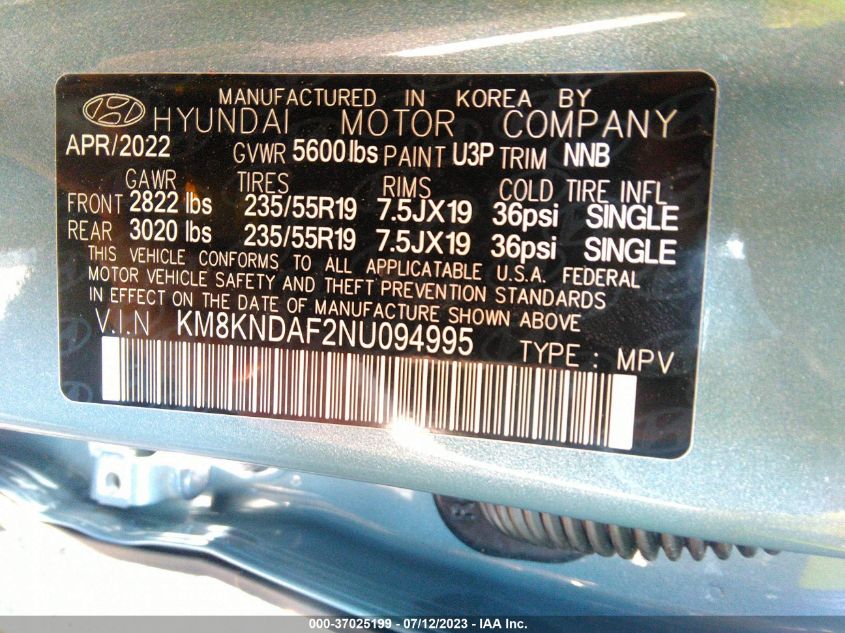 MANUFACTURED IN KOREA BY
HYUNDAI MOTOR COMPANY
APR/2022 GVWR 5600lbs PAINT U3P TRIM NNB
GAWR TIRES RIMS COLD TIRE INFL
FRONT 2822 lbs 235/55R19 7.5JX19 36psi SINGLE
REAR 3020 lbs 235/55R19 7.5JX19 36psi SINGLE
THIS VEHICLE CONFORMS TO ALL APPLICATABLE U.S.A. FEDERAL
MOTOR VEHICLE SAFETY AND THEFT PREVENTION STANDARDS
IN EFFECT ON THE DATE OF MANUFACTURE SHOWN ABOVE
V.I.N KM8KNDAF2NU094995 TYPE : MPV
000-37025199 - 07/12/2023 - IAA Inc.